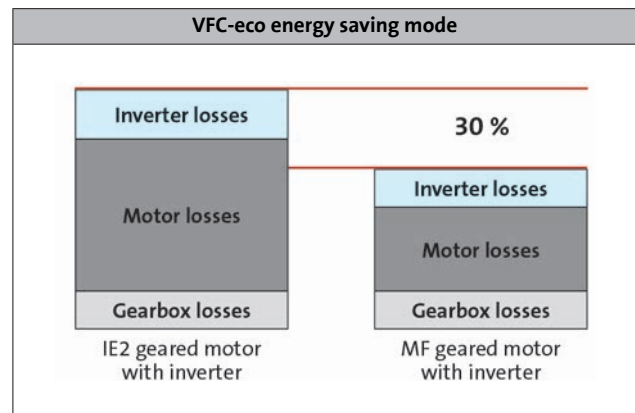 VFC-eco energy saving mode
Inverter losses
30 %
Motor losses
Gearbox losses
IE2 geared motor
with inverter
Inverter losses
Motor losses
Gearbox losses
MF geared motor
with inverter